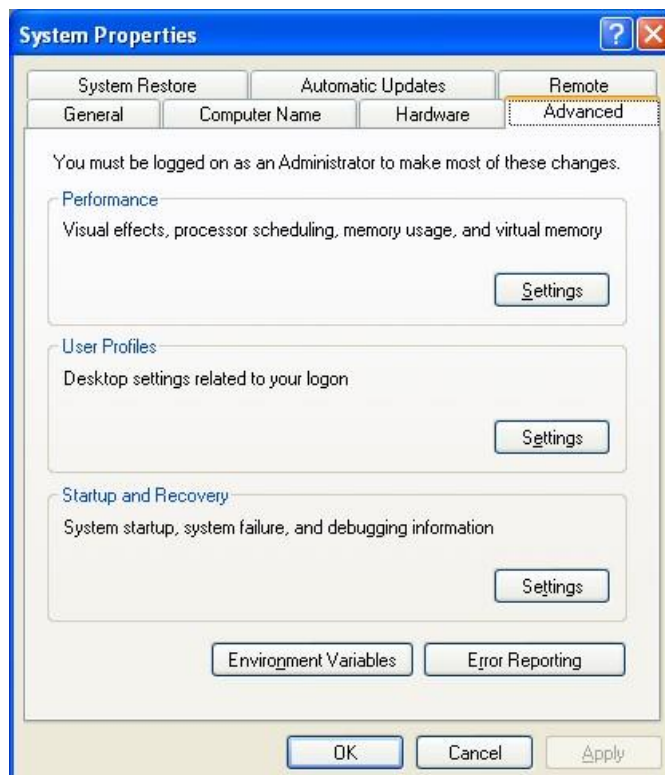 System Properties
System Restore Automatic Updates Remote
General Computer Name Hardware Advanced
You must be logged on as an Administrator to make most of these changes.
Performance
Visual effects, processor scheduling, memory usage, and virtual memory
Settings
User Profiles
Desktop settings related to your logon
Settings
Startup and Recovery
System startup, system failure, and debugging information
Settings
Environment Variables Error Reporting
OK Cancel Apply